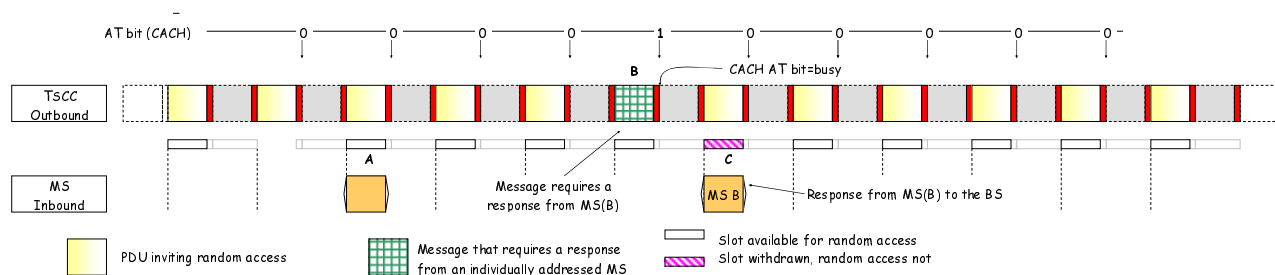 AT bit (CACH)
0 0 0 0 1 0 0 0 0 0
B
CACH AT bit=busy
TSCC
Outbound
A
C
MS
Inbound
Message requires a
response from MS(B)
MS B
Response from MS(B) to the BS
PDU inviting random access
Message that requires a response
from an individually addressed MS
Slot available for random access
Slot withdrawn, random access not